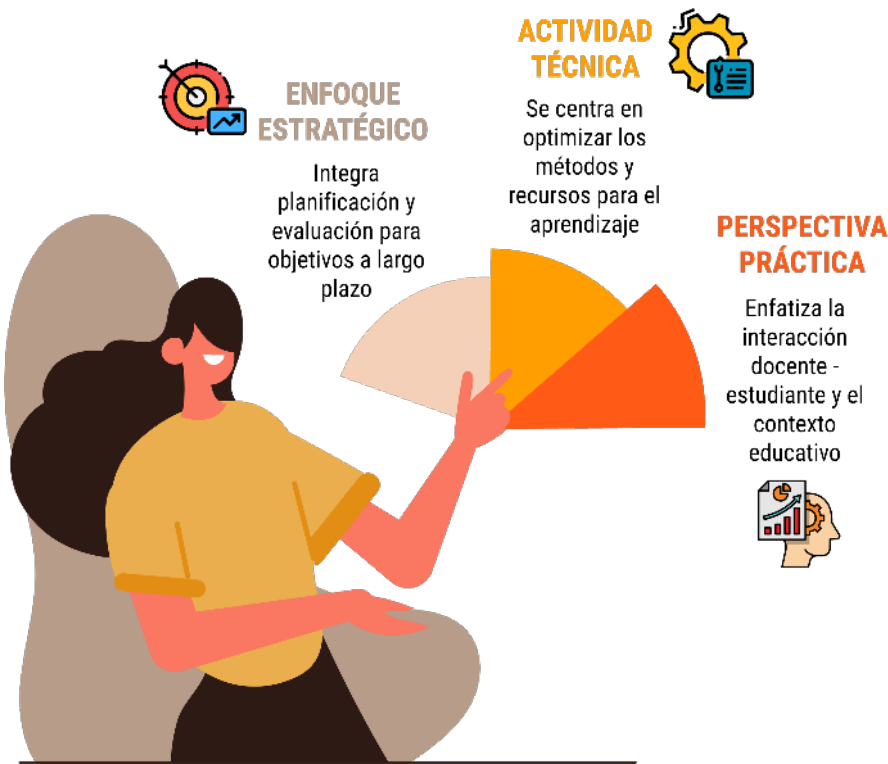 ENFOQUE
ESTRATÉGICO
Integra
planificación y
evaluación para
objetivos a largo
plazo
ACTIVIDAD
TÉCNICA
Se centra en
optimizar los
métodos y
recursos para el
aprendizaje
PERSPECTIVA
PRÁCTICA
Enfatiza la
interacción
docente -
estudiante y el
contexto
educativo